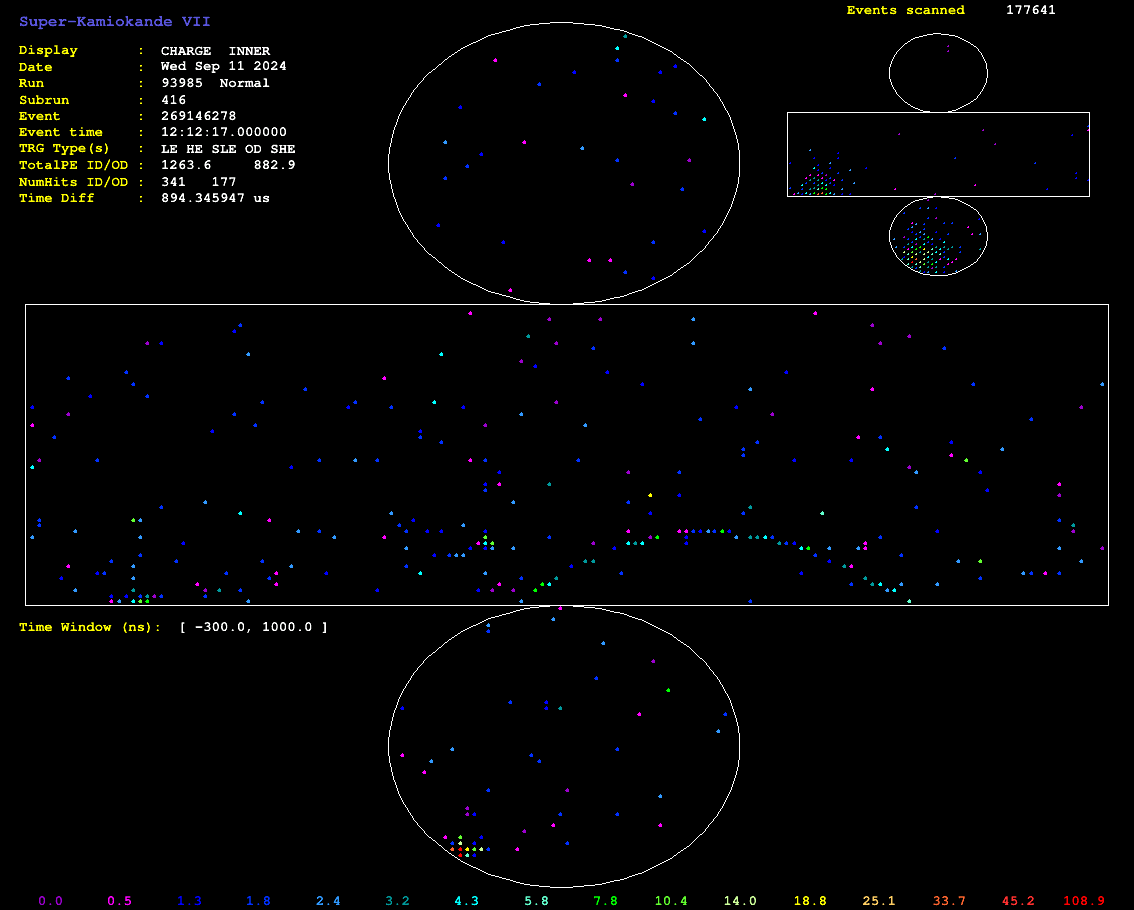 Super-Kamiokande VII
Events scanned 177641
Display : CHARGE INNER
Date : Wed Sep 11 2024
Run : 93985 Normal
Subrun : 416
Event : 269146278
Event time : 12:12:17.000000
TRG Type(s) : LE HE SLE OD SHE
TotalPE ID/OD : 1263.6 882.9
NumHits ID/OD : 341 177
Time Diff : 894.345947 us
Time Window (ns): [ -300.0, 1000.0 ]
0.0 0.5 1.3 1.8 2.4 3.2 4.3 5.8 7.8 10.4 14.0 18.8 25.1 33.7 45.2 108.9